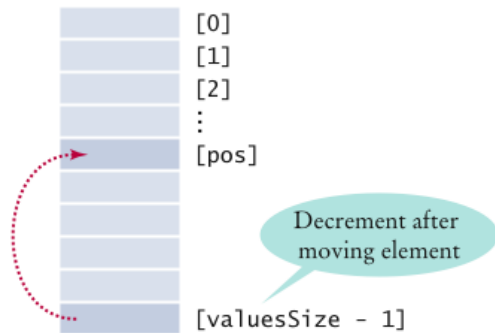 [0]
[1]
[2]
⋮
[pos]
Decrement after
moving element
[valuesSize - 1]